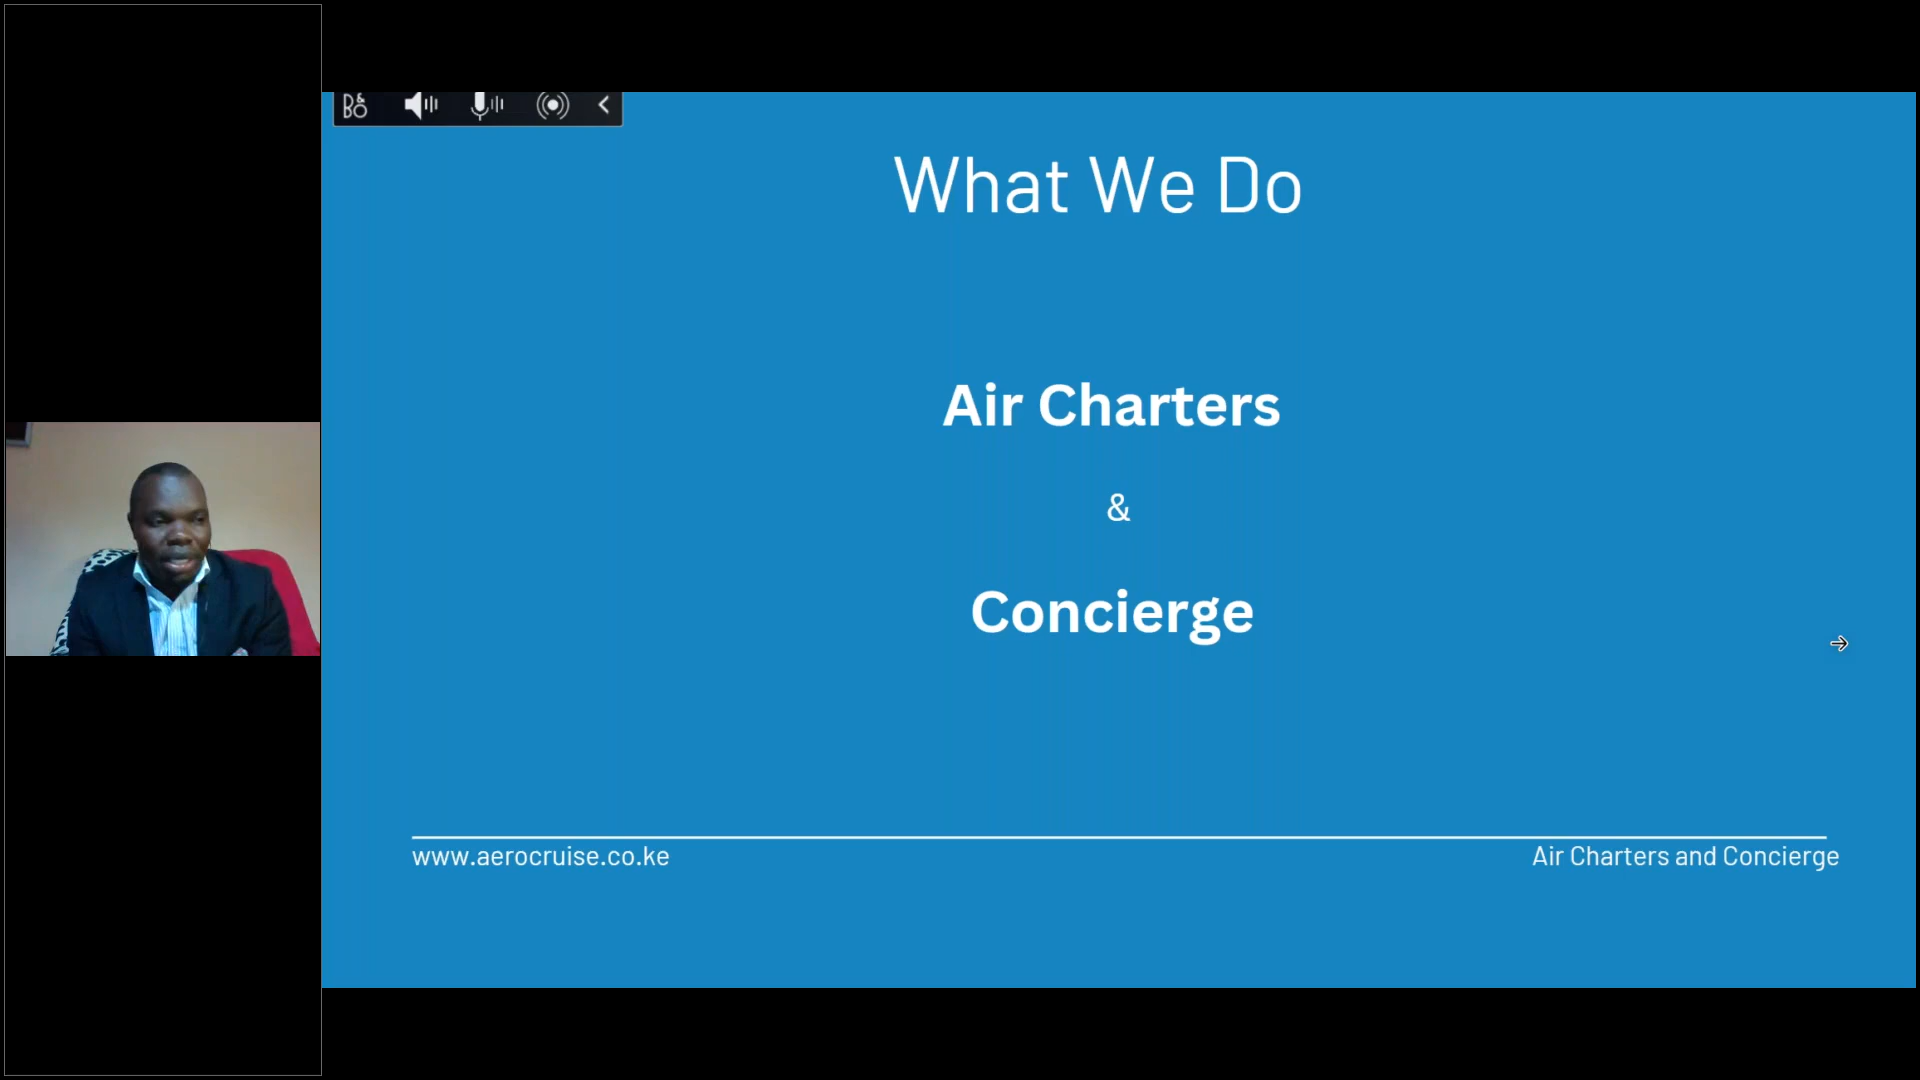 B&O
What We Do
Air Charters
&
Concierge
www.aerocruise.co.ke
Air Charters and Concierge